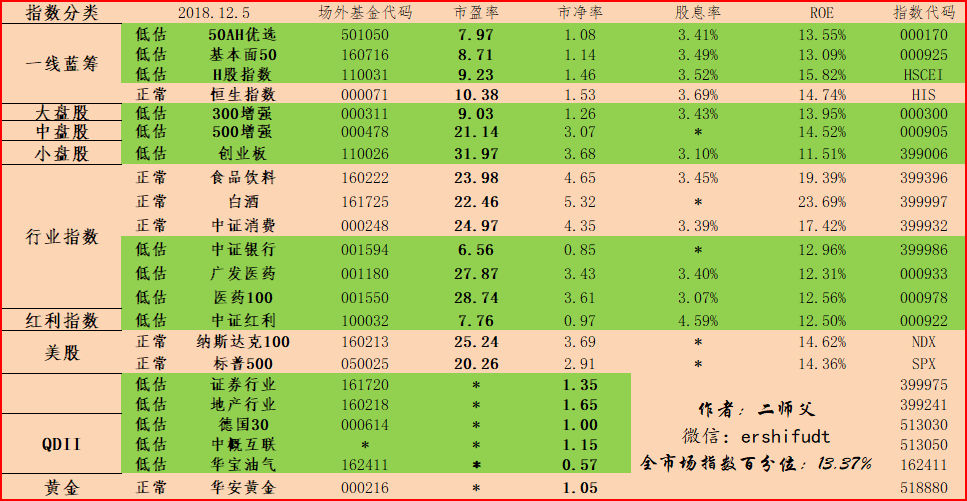 指数分类 2018.12.5 场外基金代码 市盈率 市净率 股息率 ROE 指数代码
一线蓝筹 低估 50AH优选 501050 7.97 1.08 3.41% 13.55% 000170
低估 基本面50 160716 8.71 1.14 3.49% 13.09% 000925
低估 H股指数 110031 9.23 1.46 3.52% 15.82% HSCEI
正常 恒生指数 000071 10.38 1.53 3.69% 14.74% HIS
大盘股 低估 300增强 000311 9.03 1.26 3.43% 13.95% 000300
中盘股 低估 500增强 000478 21.14 3.07 * 14.52% 000905
小盘股 低估 创业板 110026 31.97 3.68 3.10% 11.51% 399006
行业指数 正常 食品饮料 160222 23.98 4.65 3.45% 19.39% 399396
正常 白酒 161725 22.46 5.32 * 23.69% 399997
正常 中证消费 000248 24.97 4.35 3.39% 17.42% 399932
低估 中证银行 001594 6.56 0.85 * 12.96% 399986
低估 广发医药 001180 27.87 3.43 3.40% 12.31% 000933
低估 医药100 001550 28.74 3.61 3.07% 12.56% 000978
红利指数 低估 中证红利 100032 7.76 0.97 4.59% 12.50% 000922
美股 正常 纳斯达克100 160213 25.24 3.69 * 14.62% NDX
正常 标普500 050025 20.26 2.91 * 14.36% SPX
低估 证券行业 161720 * 1.35 399975
低估 地产行业 160218 * 1.65 399241
QDII 低估 德国30 000614 * 1.00 513030
低估 中概互联 * * 1.15 513050
低估 华宝油气 162411 * 0.57 162411
黄金 正常 华安黄金 000216 * 1.05 518880
作者：二师父
微信：ershifudt
全市场指数百分位：13.37%